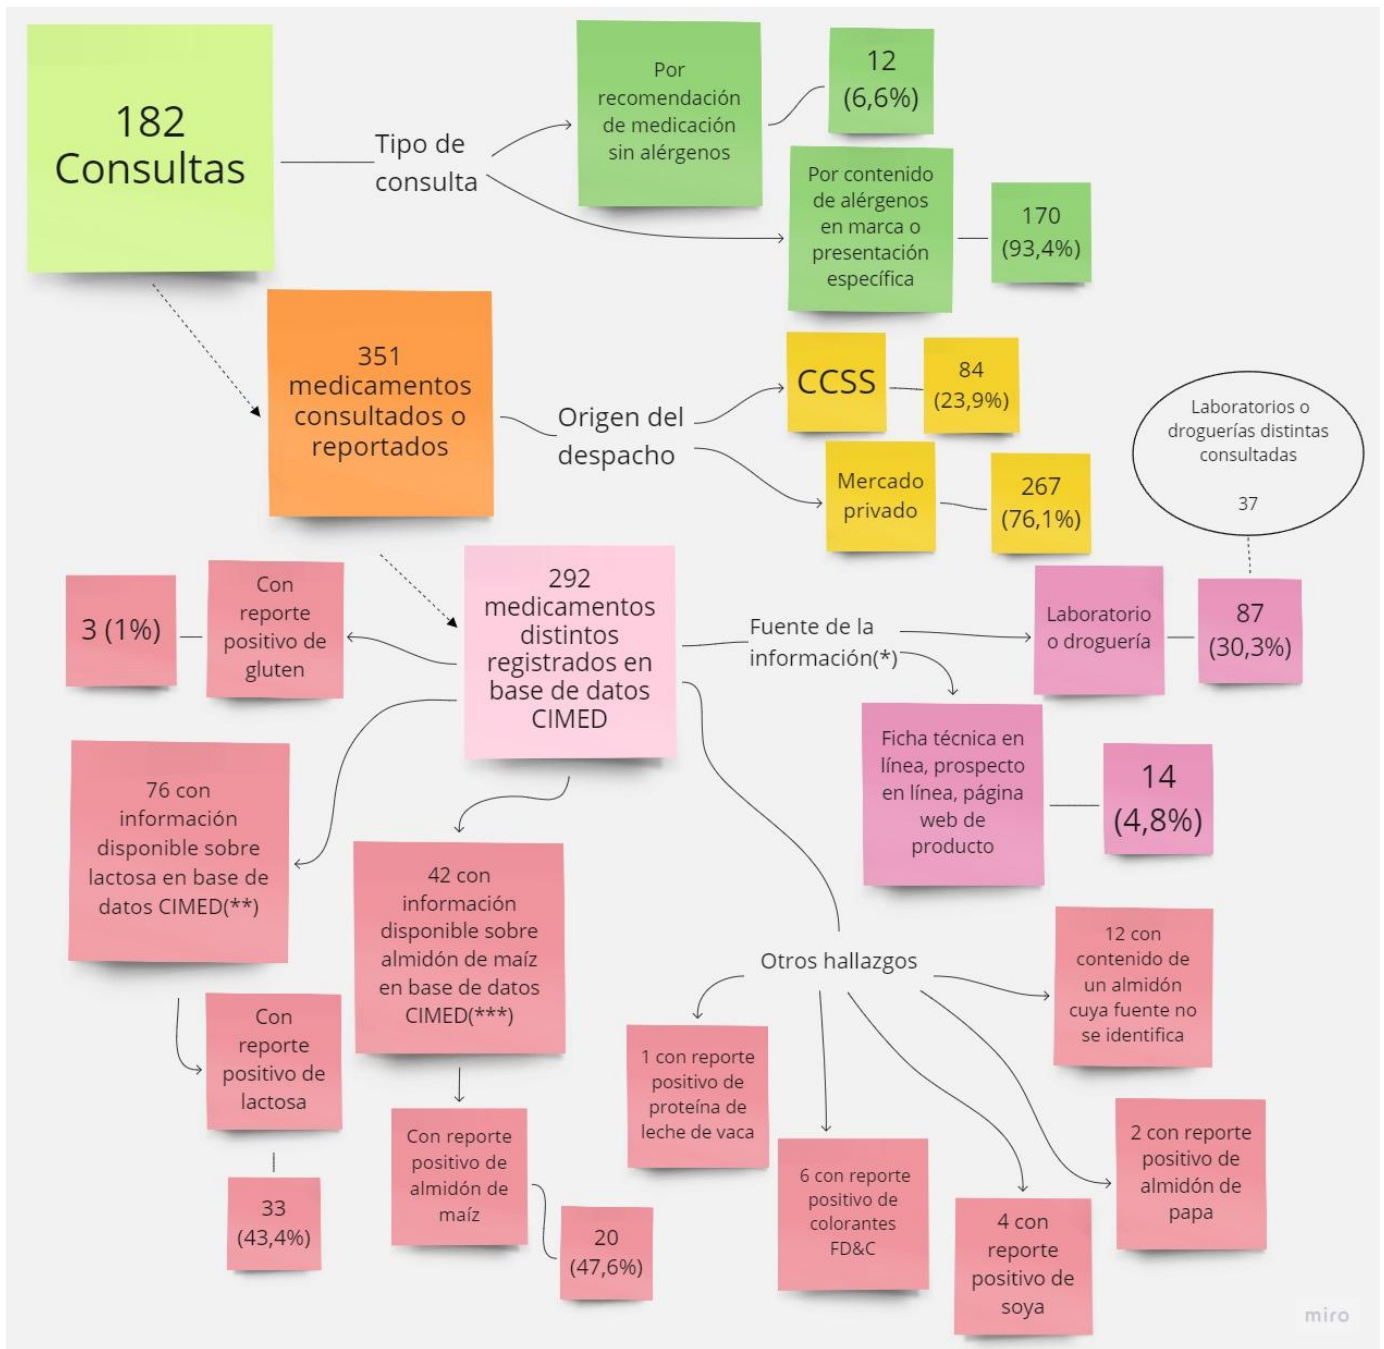 182
Consultas
Tipo de
consulta
Por
recomendación
de medicación
sin alérgenos
12
(6,6%)
Por contenido
de alérgenos
en marca o
presentación
específica
170
(93,4%)
351
medicamentos
consultados o
reportados
Origen del
despacho
CCSS
84
(23,9%)
Mercado
privado
267
(76,1%)
Laboratorios o
droguerías distintas
consultadas
37
292
medicamentos
distintos
registrados en
base de datos
CIMED
Fuente de la
información(*)
Laboratorio
o droguería
87
(30,3%)
Ficha técnica en
línea, prospecto
en línea, página
web de
producto
14
(4,8%)
Con
reporte
positivo de
gluten
3 (1%)
76 con
información
disponible sobre
lactosa en base de
datos CIMED(**)
Con
reporte
positivo de
lactosa
33
(43,4%)
42 con
información
disponible sobre
almidón de maíz
en base de datos
CIMED(***)
Con reporte
positivo de
almidón de
maíz
20
(47,6%)
Otros hallazgos
1 con reporte
positivo de
proteína de
leche de vaca
6 con reporte
positivo de
colorantes
FD&C
4 con
reporte
positivo de
soya
2 con reporte
positivo de
almidón de
papa
12 con
contenido de
un almidón
cuya fuente no
se identifica
miro